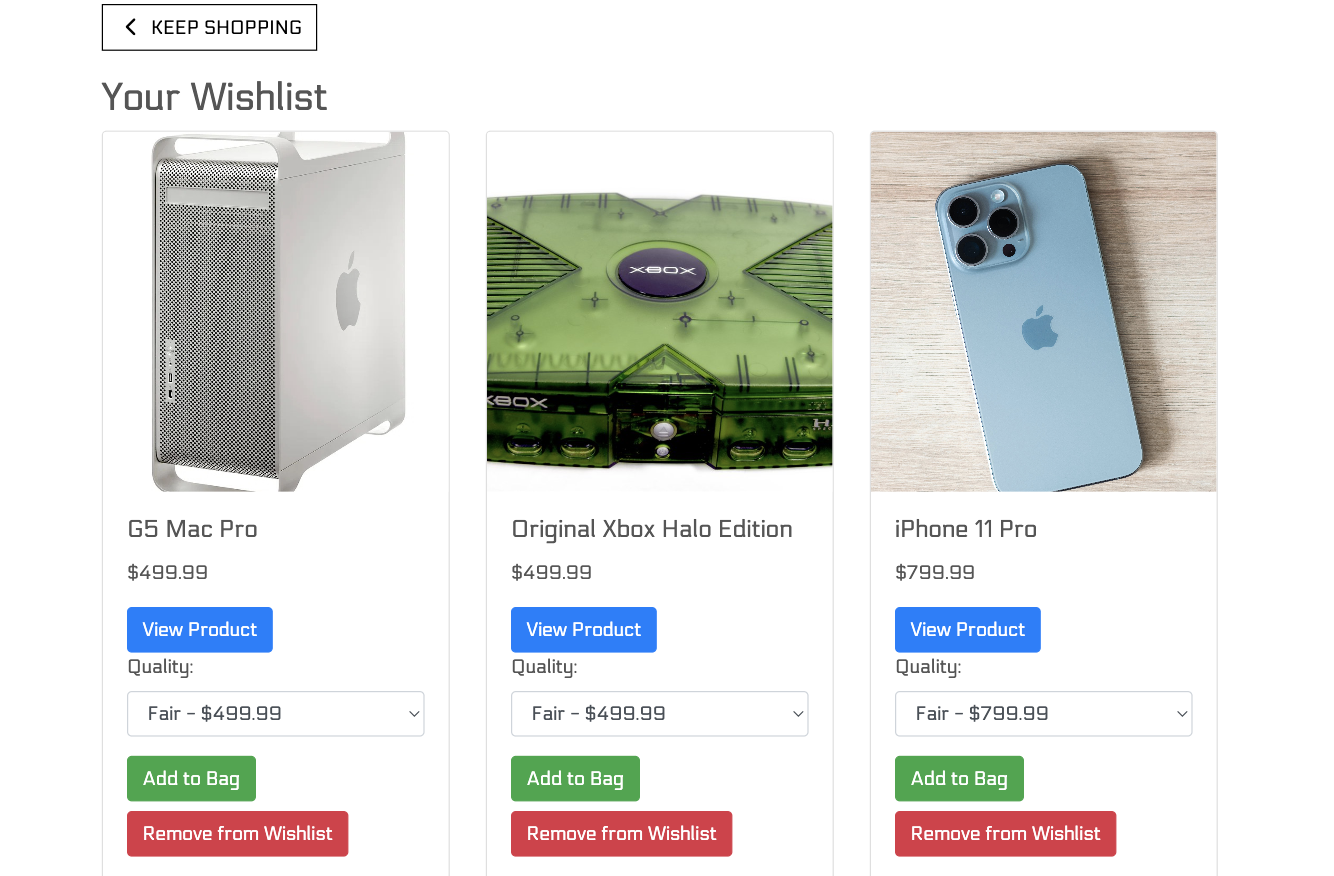 KEEP SHOPPING
Your Wishlist
XBOX
XBOX
G5 Mac Pro
$499.99
View Product
Quality:
Fair - $499.99
Add to Bag
Remove from Wishlist
Original Xbox Halo Edition
$499.99
View Product
Quality:
Fair - $499.99
Add to Bag
Remove from Wishlist
iPhone 11 Pro
$799.99
View Product
Quality:
Fair - $799.99
Add to Bag
Remove from Wishlist